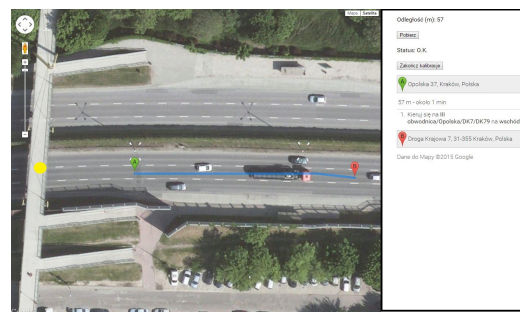 Mapa Satelita
Odległość (m): 57
Pobierz
Status: O.K.
Zakończ kalibrację
A Opolska 37, Kraków, Polska
57 m - około 1 min
1. Kieruj się na III
obwodnica/Opolska/DK7/DK79 na wschód
B Droga Krajowa 7, 31-355 Kraków, Polska
Dane do Mapy ©2015 Google
A
B